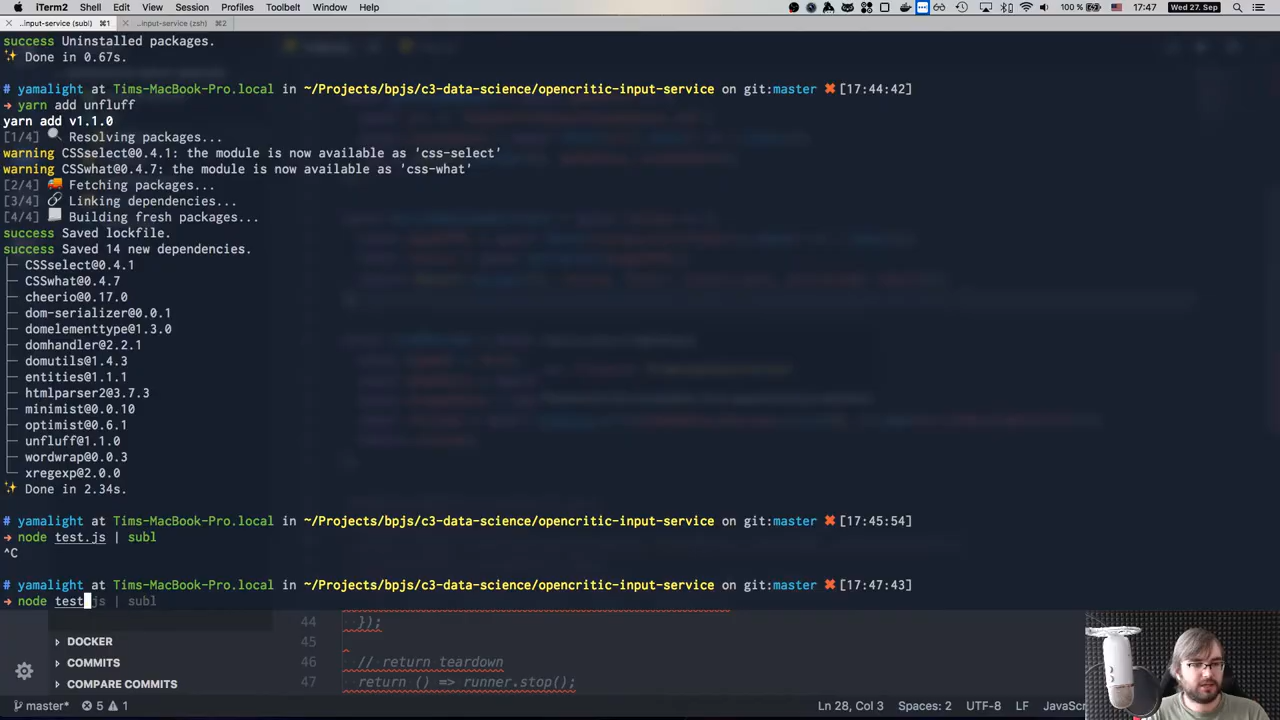 iTerm2 Shell Edit View Session Profiles Toolbelt Window Help 100 % 17:47 Wed 27. Sep
..input-service (subl) ⌘1 ..input-service (zsh) ⌘2
success Uninstalled packages.
✨ Done in 0.67s.
# yamalight at Tims-MacBook-Pro.local in ~/Projects/bpjs/c3-data-science/opencritic-input-service on git:master ✖ [17:44:42]
➜ yarn add unfluff
yarn add v1.1.0
[1/4] 🔍 Resolving packages...
warning CSSselect@0.4.1: the module is now available as 'css-select'
warning CSSwhat@0.4.7: the module is now available as 'css-what'
[2/4] 🚚 Fetching packages...
[3/4] 🔗 Linking dependencies...
[4/4] 📃 Building fresh packages...
success Saved lockfile.
success Saved 14 new dependencies.
├─ CSSselect@0.4.1
├─ CSSwhat@0.4.7
├─ cheerio@0.17.0
├─ dom-serializer@0.0.1
├─ domelementtype@1.3.0
├─ domhandler@2.2.1
├─ domutils@1.4.3
├─ entities@1.1.1
├─ htmlparser2@3.7.3
├─ minimist@0.0.10
├─ optimist@0.6.1
├─ unfluff@1.1.0
├─ wordwrap@0.0.3
└─ xregexp@2.0.0
✨ Done in 2.34s.
# yamalight at Tims-MacBook-Pro.local in ~/Projects/bpjs/c3-data-science/opencritic-input-service on git:master ✖ [17:45:54]
➜ node test.js | subl
^C
# yamalight at Tims-MacBook-Pro.local in ~/Projects/bpjs/c3-data-science/opencritic-input-service on git:master ✖ [17:47:43]
➜ node test js | subl
44 });
DOCKER
45
COMMITS
46 // return teardown
COMPARE COMMITS
47 return () => runner.stop();
master* 5 1 Ln 28, Col 3 Spaces: 2 UTF-8 LF